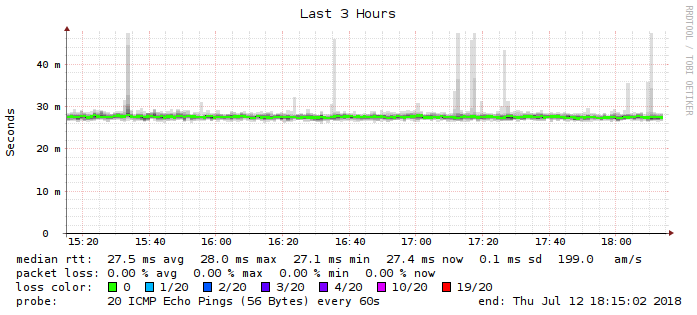 Last 3 Hours
RRDTOOL / TOBI OETIKER
Seconds
40 m
30 m
20 m
10 m
0
15:20 15:40 16:00 16:20 16:40 17:00 17:20 17:40 18:00
median rtt: 27.5 ms avg 28.0 ms max 27.1 ms min 27.4 ms now 0.1 ms sd 199.0 am/s
packet loss: 0.00 % avg 0.00 % max 0.00 % min 0.00 % now
loss color: 0 1/20 2/20 3/20 4/20 10/20 19/20
probe: 20 ICMP Echo Pings (56 Bytes) every 60s end: Thu Jul 12 18:15:02 2018